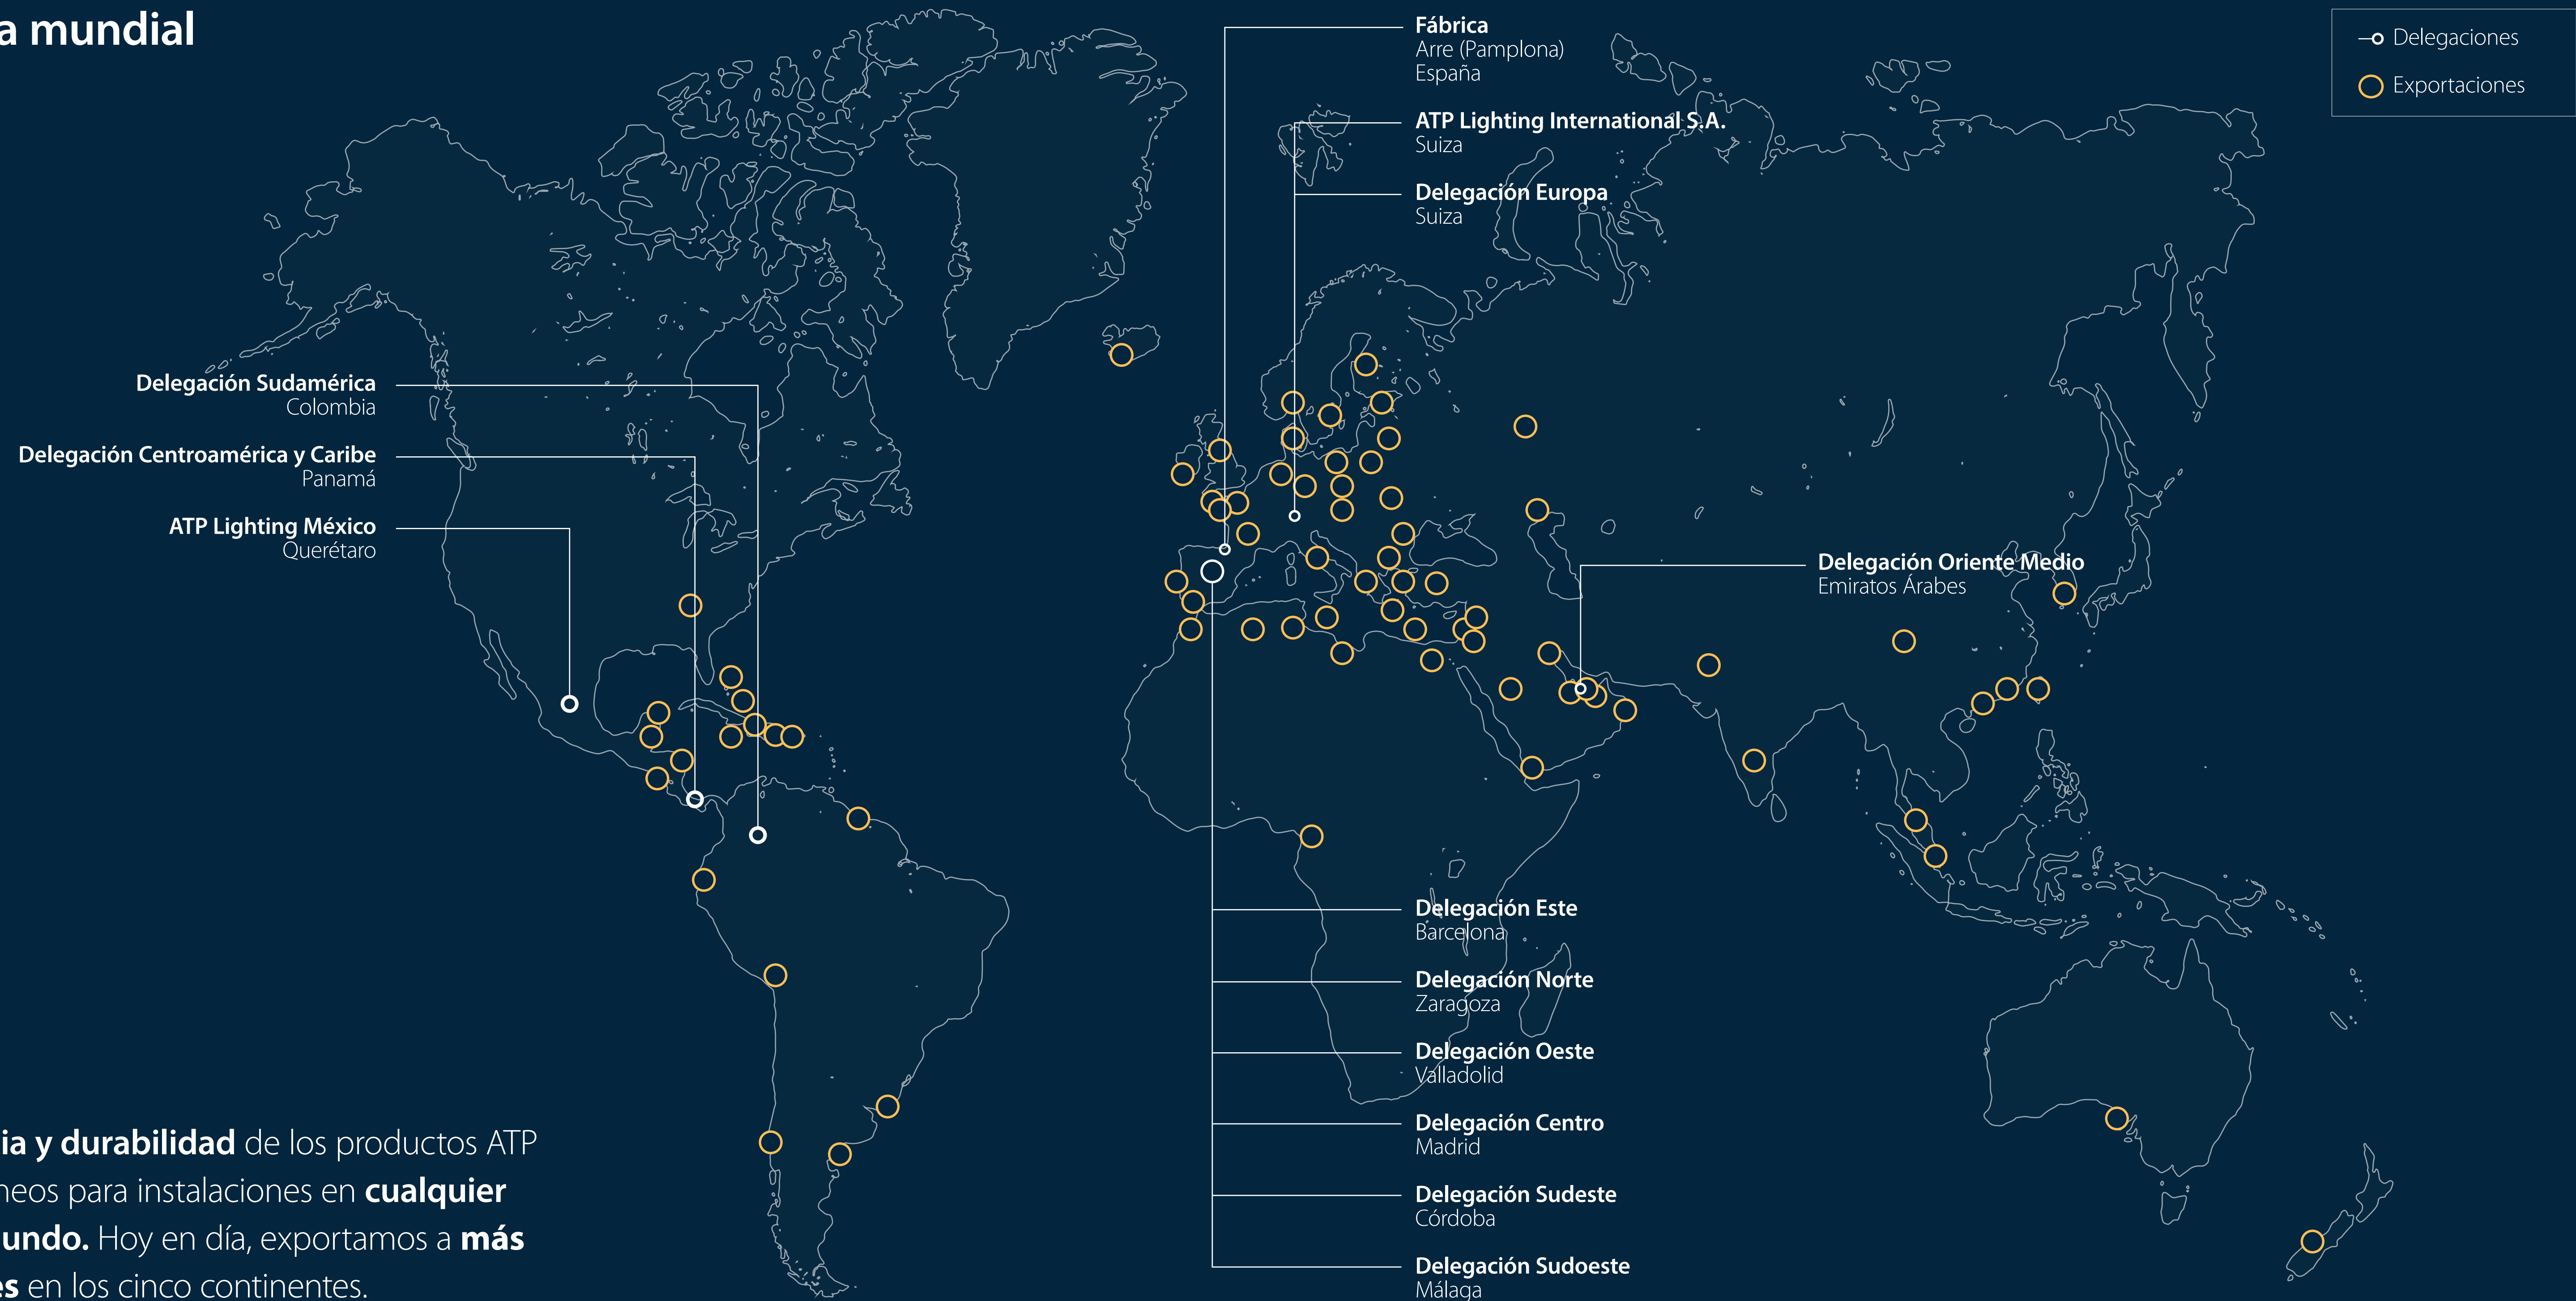 a mundial
Fábrica
Arre (Pamplona)
España
ATP Lighting International S.A.
Suiza
Delegación Europa
Suiza
Delegaciones
Exportaciones
Delegación Sudamérica
Colombia
Delegación Centroamérica y Caribe
Panamá
ATP Lighting México
Querétaro
Delegación Oriente Medio
Emiratos Árabes
Delegación Este
Barcelona
Delegación Norte
Zaragoza
Delegación Oeste
Valladolid
Delegación Centro
Madrid
Delegación Sudeste
Córdoba
Delegación Sudoeste
Málaga
ia y durabilidad de los productos ATP
neos para instalaciones en cualquier
undo. Hoy en día, exportamos a más
es en los cinco continentes.